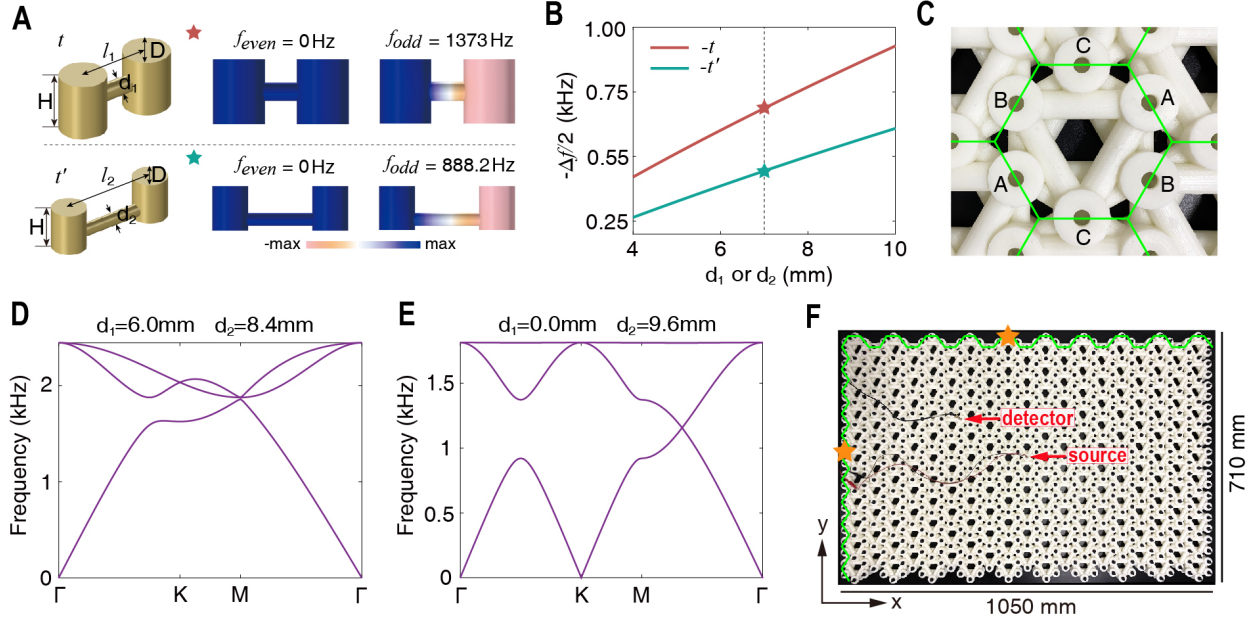 A
t
l₁
D
H
d₁
f_even = 0 Hz
f_odd = 1373 Hz
t′
l₂
D
H
d₂
f_even = 0 Hz
f_odd = 888.2 Hz
-max
max
B
-t
-t′
-Δf/2 (kHz)
0.25
0.55
0.75
1.00
4
6
8
10
d₁ or d₂ (mm)
C
C
B
A
A
B
C
D
d₁=6.0mm d₂=8.4mm
Frequency (kHz)
0
1
2
Γ
K
M
Γ
E
d₁=0.0mm d₂=9.6mm
Frequency (kHz)
0
0.5
1
1.5
Γ
K
M
Γ
F
detector
source
y
x
1050 mm
710 mm